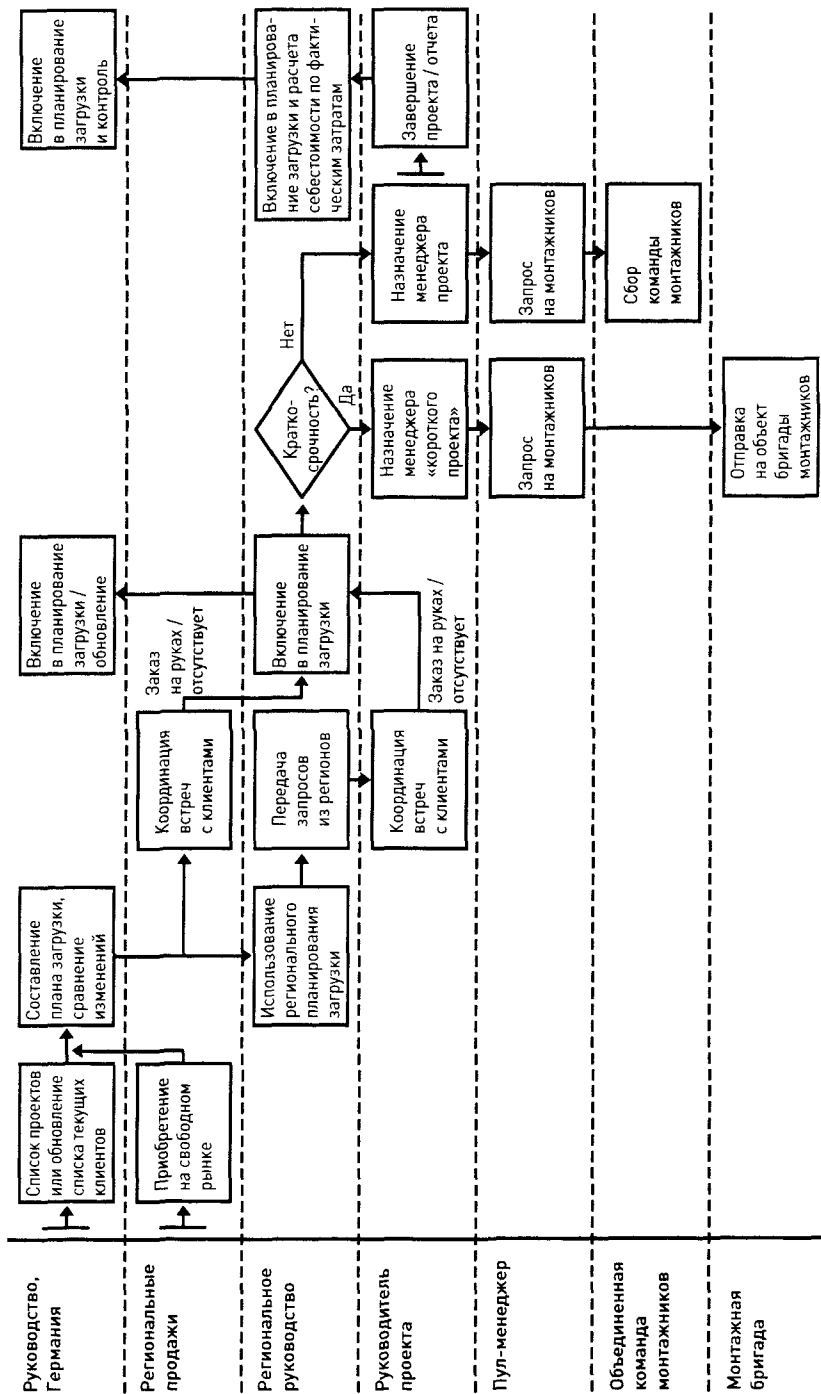 Руководство,
Германия
Список проектов
или обновление
списка текущих
клиентов
Составление
плана загрузки,
сравнение
изменений
Включение
в планирование
загрузки /
обновление
Включение
в планирование
загрузки
и контроль
Региональные
продажи
Приобретение
на свободном
рынке
Координация
встреч
с клиентами
Заказ
на руках /
отсутствует
Региональное
руководство
Использование
регионального
планирования
загрузки
Передача
запросов
из регионов
Включение
в планирование
загрузки
Кратко-
срочность?
Да
Нет
Включение в планирова-
ние загрузки и расчета
себестоимости по факти-
ческим затратам
Руководитель
проекта
Координация
встреч
с клиентами
Заказ на руках /
отсутствует
Назначение
менеджера
«короткого
проекта»
Назначение
менеджера
проекта
Завершение
проекта / отчета
Пул-менеджер
Запрос
на монтажников
Запрос
на монтажников
Объединенная
команда
монтажников
Сбор
команды
монтажников
Монтажная
бригада
Отправка
на объект
бригады
монтажников